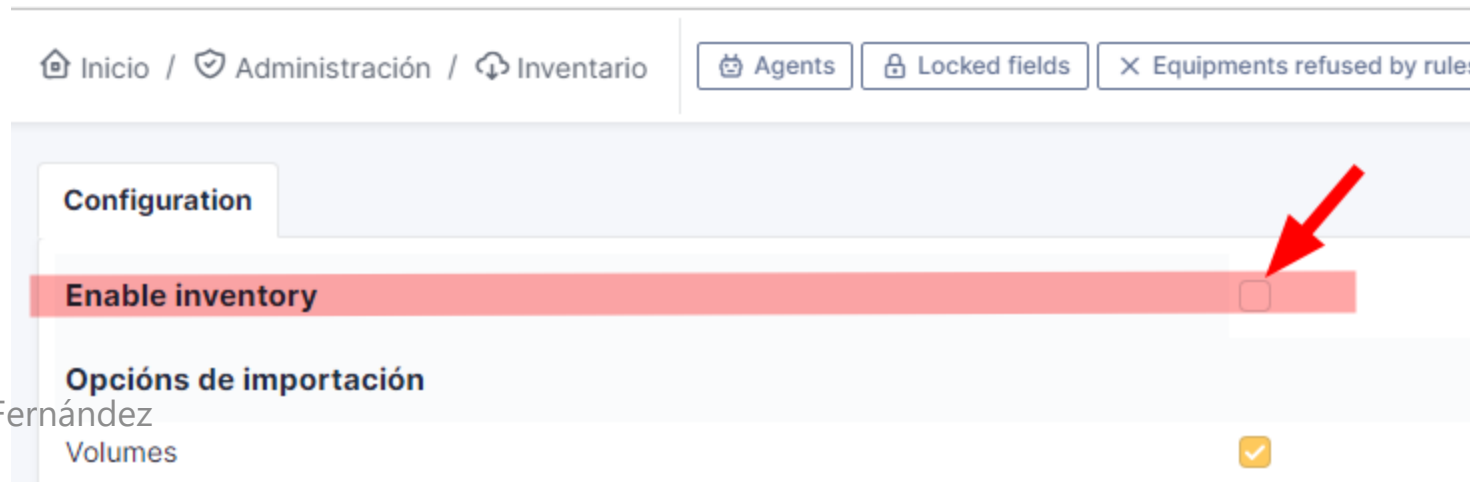 Inicio / Administración / Inventario Agents Locked fields Equipments refused by rules
Configuration
Enable inventory
Opcións de importación
Fernández
Volumes